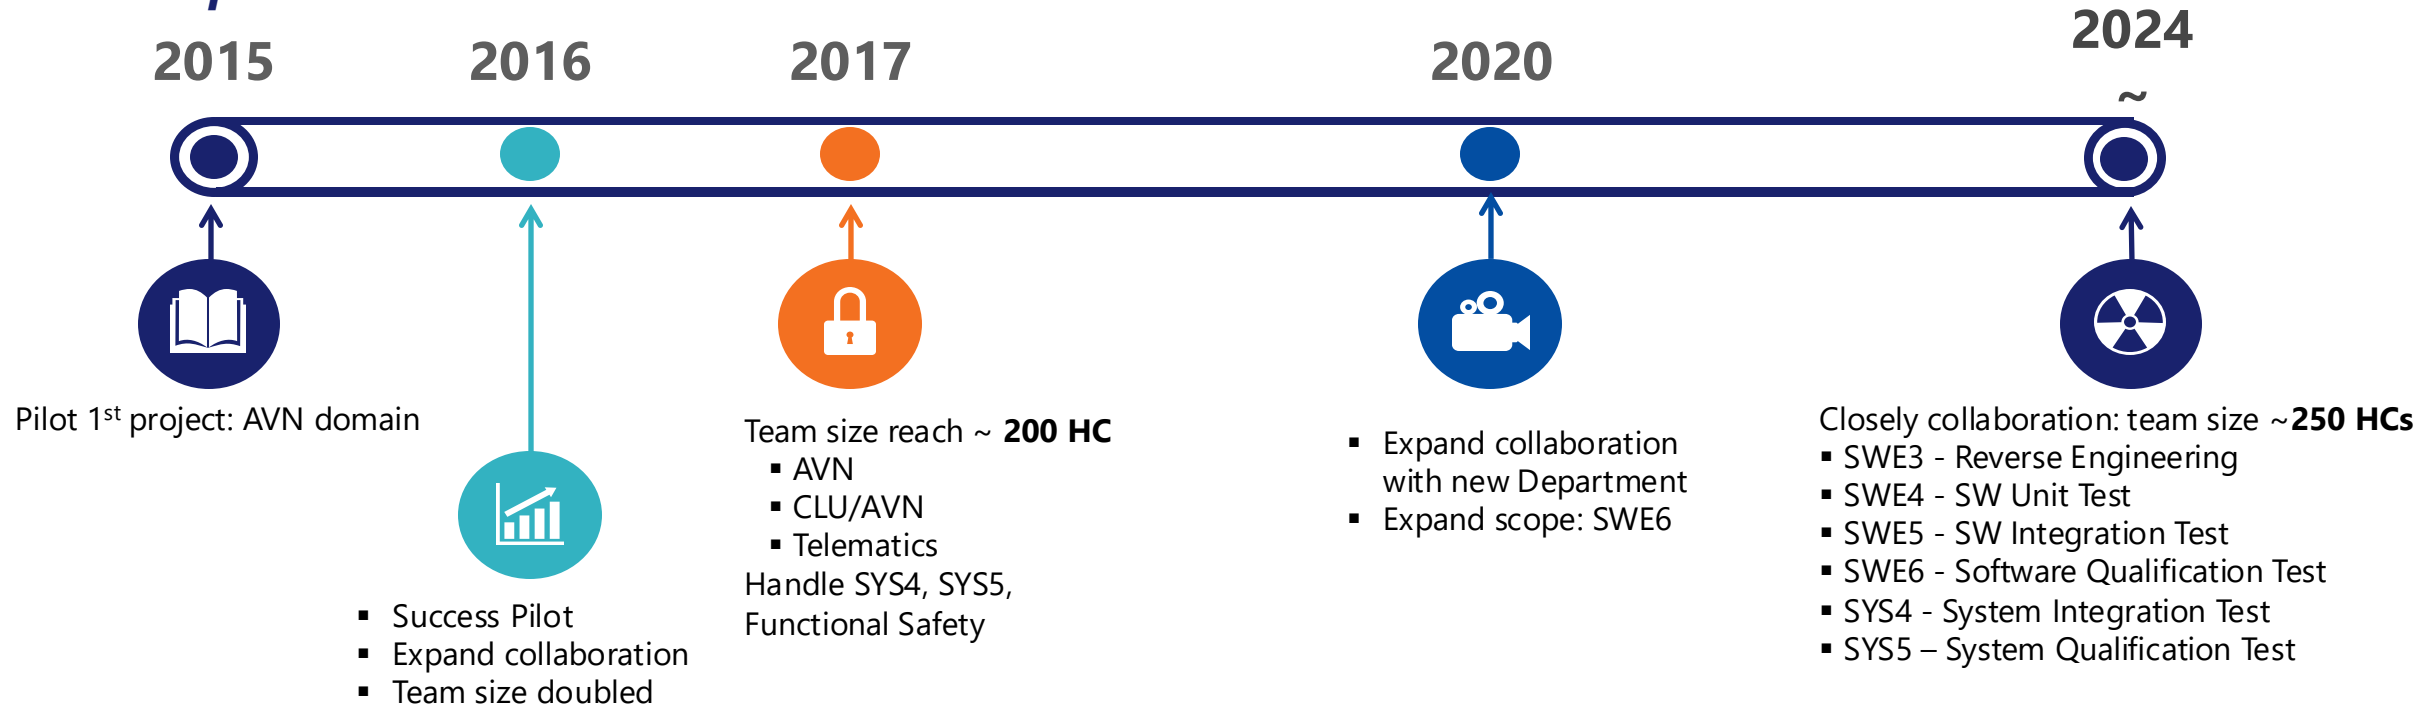 2015
2016
2017
2020
2024
~
Pilot 1st project: AVN domain
▪ Success Pilot
▪ Expand collaboration
▪ Team size doubled
Team size reach ~ 200 HC
▪ AVN
▪ CLU/AVN
▪ Telematics
Handle SYS4, SYS5,
Functional Safety
▪ Expand collaboration
with new Department
▪ Expand scope: SWE6
Closely collaboration: team size ~250 HCs
▪ SWE3 - Reverse Engineering
▪ SWE4 - SW Unit Test
▪ SWE5 - SW Integration Test
▪ SWE6 - Software Qualification Test
▪ SYS4 - System Integration Test
▪ SYS5 – System Qualification Test